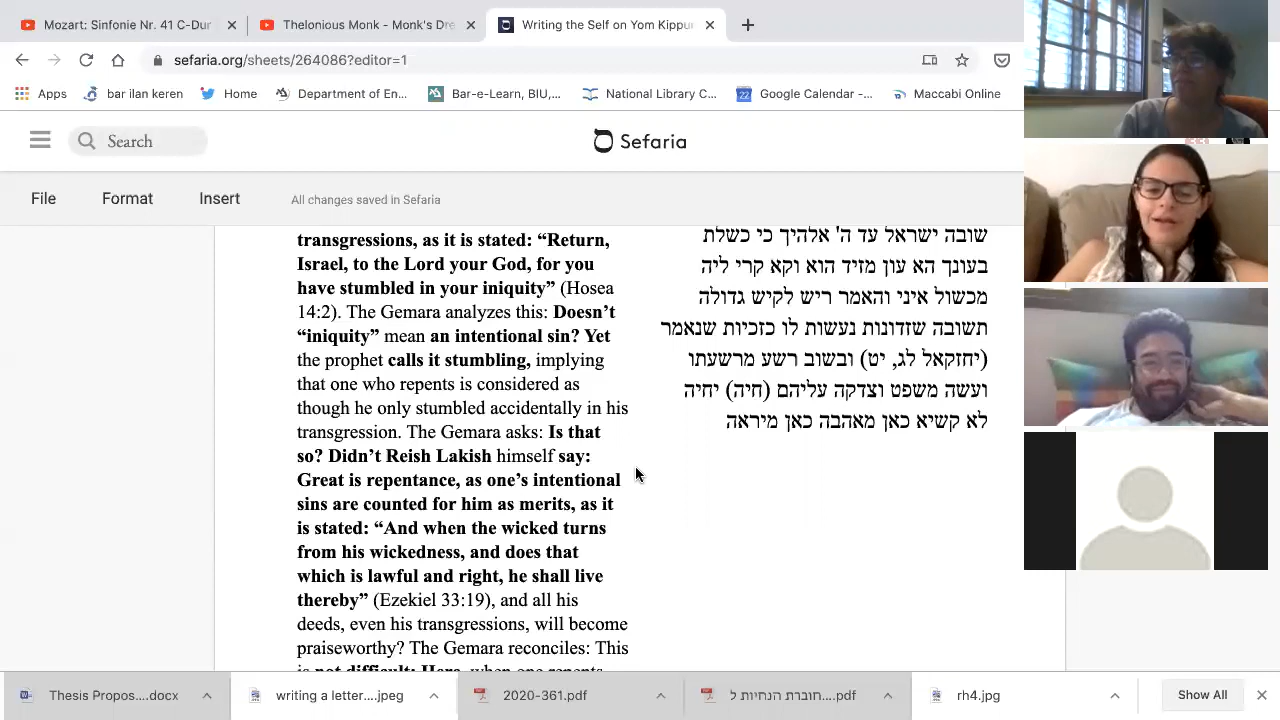 Mozart: Sinfonie Nr. 41 C-Dur
Thelonious Monk - Monk's Dre
Writing the Self on Yom Kippur
sefaria.org/sheets/264086?editor=1
Apps
bar ilan keren
Home
Department of En...
Bar-e-Learn, BIU,...
National Library C...
22
Google Calendar -...
Maccabi Online
Search
Sefaria
File
Format
Insert
All changes saved in Sefaria
transgressions, as it is stated: “Return,
Israel, to the Lord your God, for you
have stumbled in your iniquity” (Hosea
14:2). The Gemara analyzes this: Doesn’t
“iniquity” mean an intentional sin? Yet
the prophet calls it stumbling, implying
that one who repents is considered as
though he only stumbled accidentally in his
transgression. The Gemara asks: Is that
so? Didn’t Reish Lakish himself say:
Great is repentance, as one’s intentional
sins are counted for him as merits, as it
is stated: “And when the wicked turns
from his wickedness, and does that
which is lawful and right, he shall live
thereby” (Ezekiel 33:19), and all his
deeds, even his transgressions, will become
praiseworthy? The Gemara reconciles: This
is not difficult: Here, when one repents
שובה ישראל עד ה' אלהיך כי כשלת
בעונך הא עון מזיד הוא וקא קרי ליה
מכשול איני והאמר ריש לקיש גדולה
תשובה שזדונות נעשות לו כזכיות שנאמר
(יחזקאל לג, יט) ובשוב רשע מרשעתו
ועשה משפט וצדקה עליהם (חיה) יחיה
לא קשיא כאן מאהבה כאן מיראה
Thesis Propos....docx
writing a letter....jpeg
2020-361.pdf
חוברת הנחיות ל....pdf
rh4.jpg
Show All